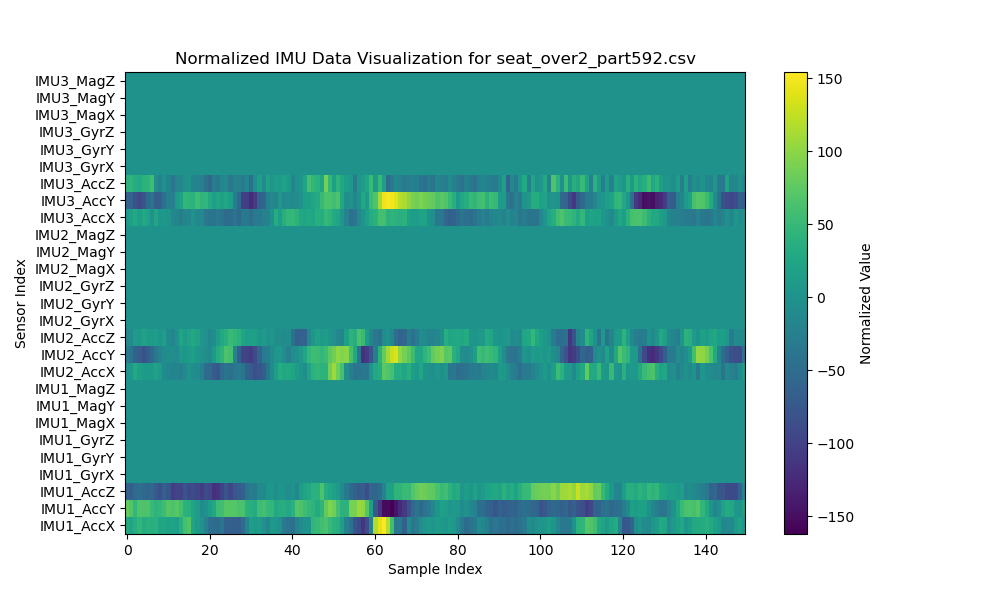 Normalized IMU Data Visualization for seat_over2_part592.csv
Sensor Index
IMU3_MagZ
IMU3_MagY
IMU3_MagX
IMU3_GyrZ
IMU3_GyrY
IMU3_GyrX
IMU3_AccZ
IMU3_AccY
IMU3_AccX
IMU2_MagZ
IMU2_MagY
IMU2_MagX
IMU2_GyrZ
IMU2_GyrY
IMU2_GyrX
IMU2_AccZ
IMU2_AccY
IMU2_AccX
IMU1_MagZ
IMU1_MagY
IMU1_MagX
IMU1_GyrZ
IMU1_GyrY
IMU1_GyrX
IMU1_AccZ
IMU1_AccY
IMU1_AccX
0 20 40 60 80 100 120 140
Sample Index
150
100
50
0
−50
−100
−150
Normalized Value